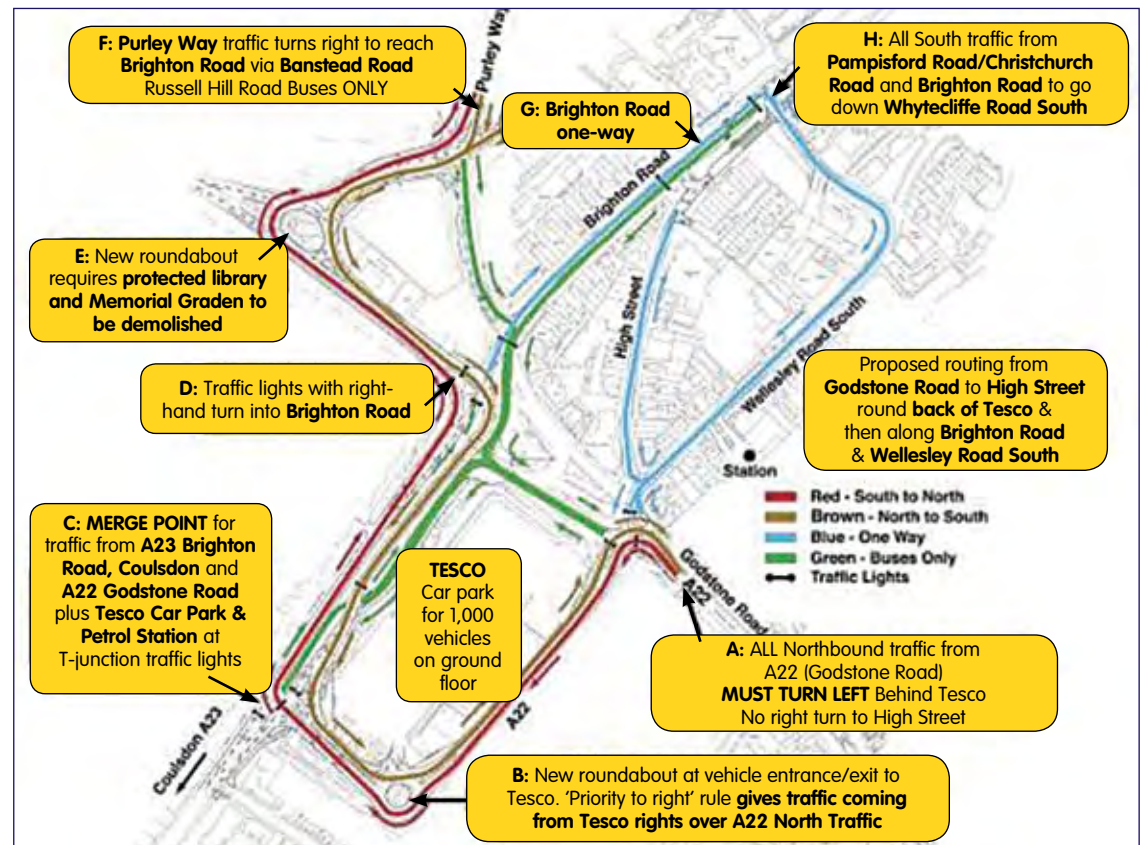 F: Purley Way traffic turns right to reach
Brighton Road via Banstead Road
Russell Hill Road Buses ONLY
Purley Way
H: All South traffic from
Pampisford Road/Christchurch
Road and Brighton Road to go
down Whytecliffe Road South
G: Brighton Road
one-way
Brighton Road
E: New roundabout
requires protected library
and Memorial Graden to
be demolished
High Street
Wellesley Road South
D: Traffic lights with right-
hand turn into Brighton Road
Proposed routing from
Godstone Road to High Street
round back of Tesco &
then along Brighton Road
& Wellesley Road South
Station
Red - South to North
Brown - North to South
Blue - One Way
Green - Buses Only
Traffic Lights
C: MERGE POINT for
traffic from A23 Brighton
Road, Coulsdon and
A22 Godstone Road
plus Tesco Car Park &
Petrol Station at
T-junction traffic lights
TESCO
Car park
for 1,000
vehicles
on ground
floor
Godstone Road
A22
A: ALL Northbound traffic from
A22 (Godstone Road)
MUST TURN LEFT Behind Tesco
No right turn to High Street
A22
Coulsdon A23
B: New roundabout at vehicle entrance/exit to
Tesco. 'Priority to right' rule gives traffic coming
from Tesco rights over A22 North Traffic